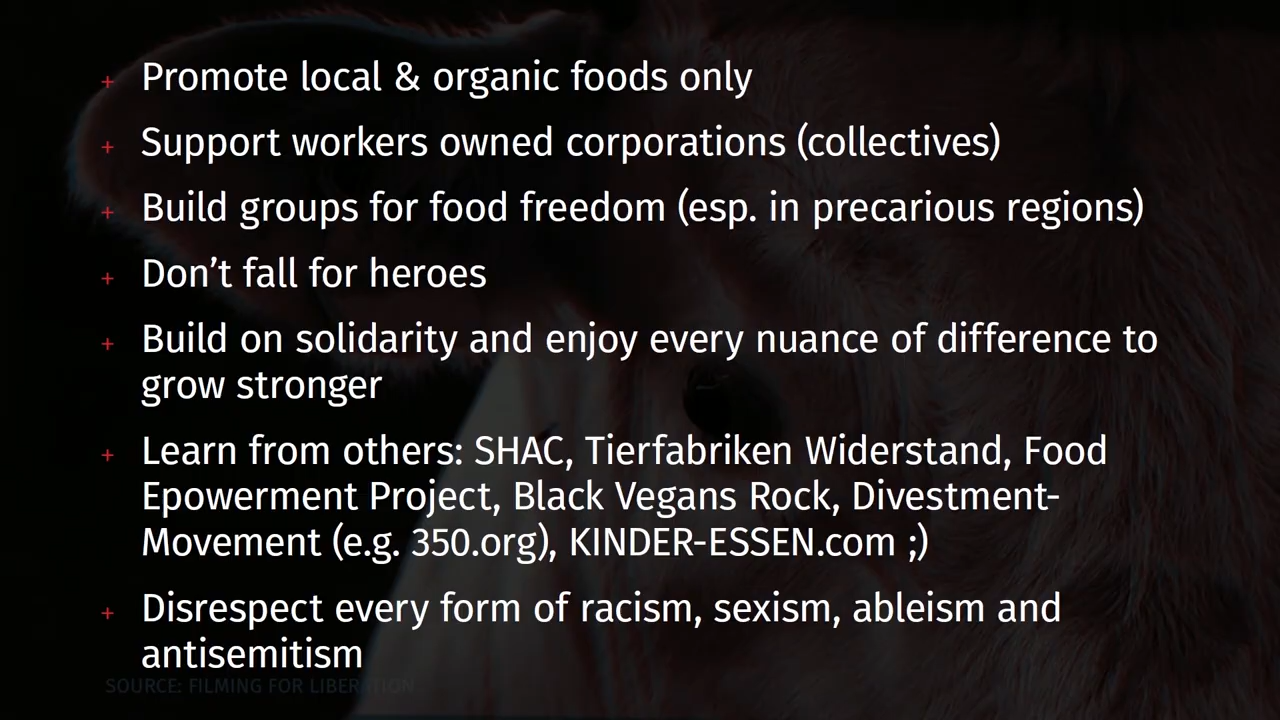 + Promote local & organic foods only
+ Support workers owned corporations (collectives)
+ Build groups for food freedom (esp. in precarious regions)
+ Don’t fall for heroes
+ Build on solidarity and enjoy every nuance of difference to
grow stronger
+ Learn from others: SHAC, Tierfabriken Widerstand, Food
Epowerment Project, Black Vegans Rock, Divestment-
Movement (e.g. 350.org), KINDER-ESSEN.com ;)
+ Disrespect every form of racism, sexism, ableism and
antisemitism
SOURCE: FILMING FOR LIBERATION